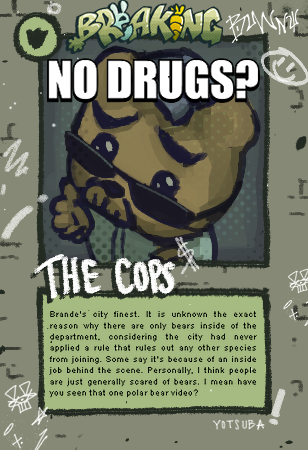 BREAKING
BUNNY
NO DRUGS?
THE COPS
$
Brande's city finest. It is unknown the exact
reason why there are only bears inside of the
department, considering the city had never
applied a rule that rules out any other species
from joining. Some say it's because of an inside
job behind the scene. Personally, I think people
are just generally scared of bears. I mean have
you seen that one polar bear video?
YOTSUBA!